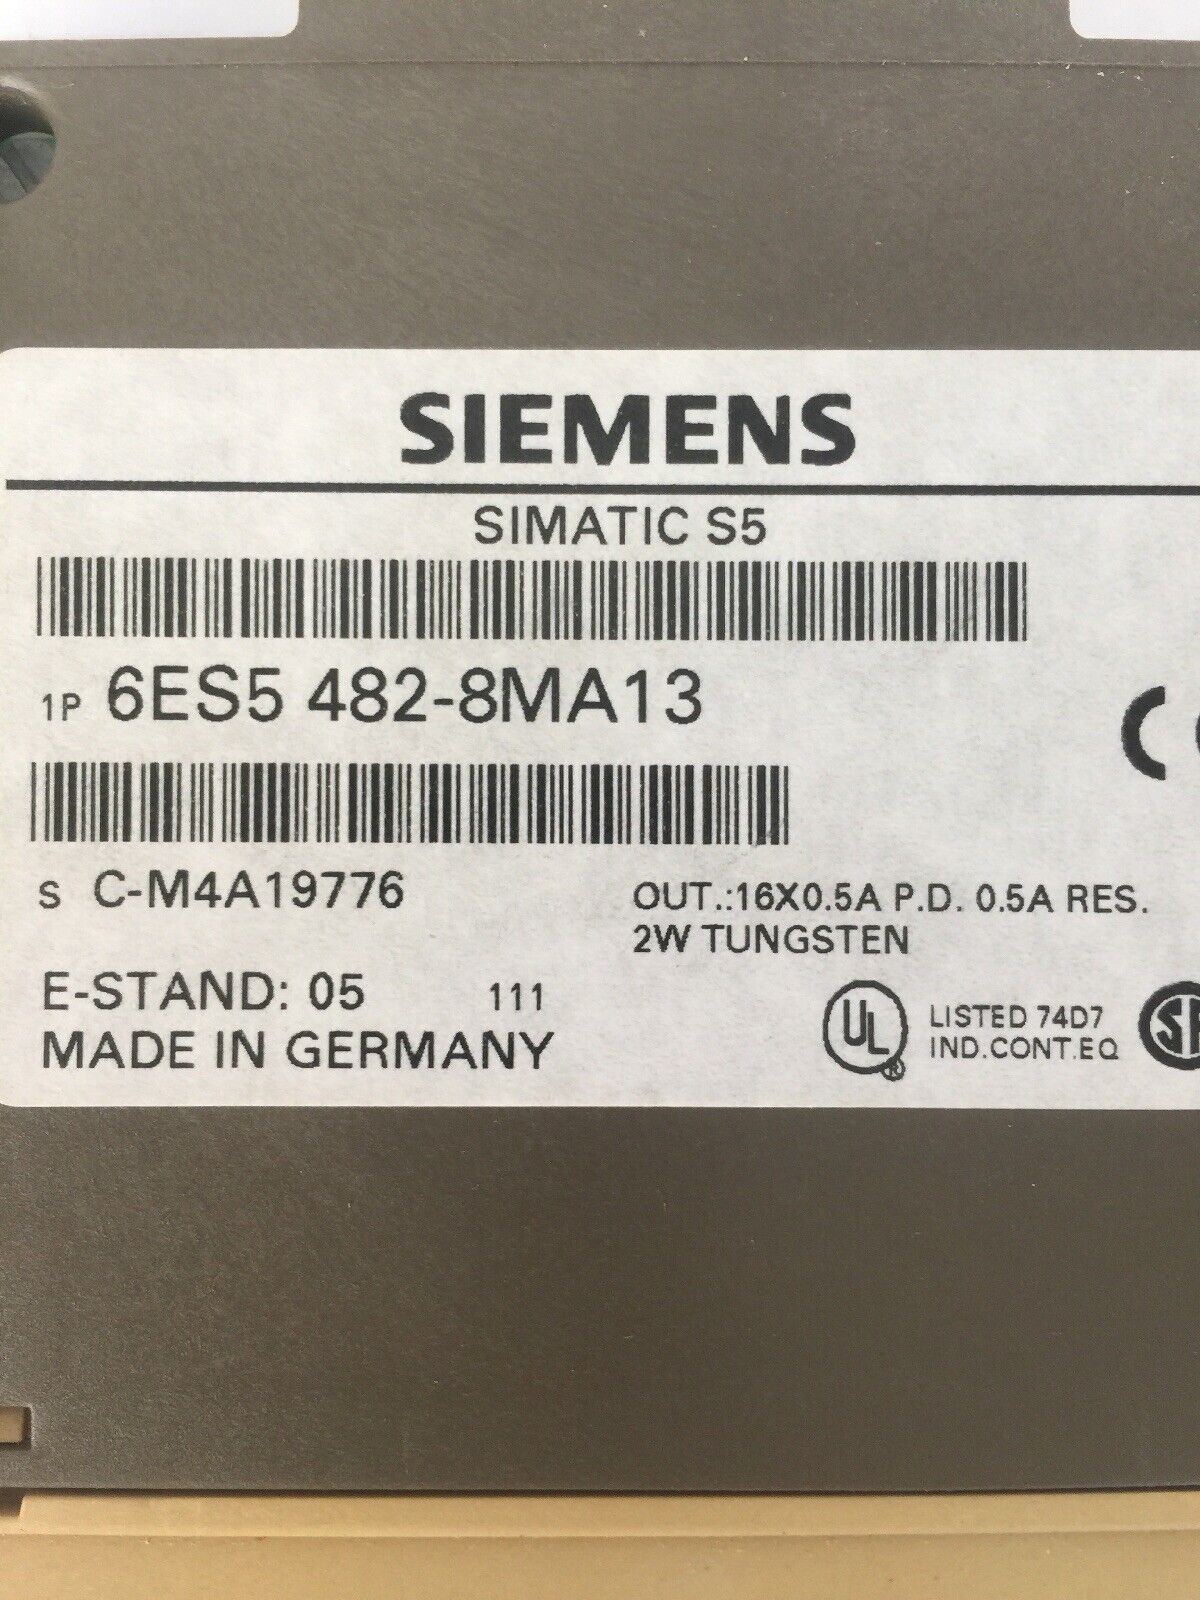 SIEMENS
SIMATIC S5
1P 6ES5 482-8MA13
S C-M4A19776
OUT.:16X0.5A P.D. 0.5A RES.
2W TUNGSTEN
E-STAND: 05 111
MADE IN GERMANY
UL
®
LISTED 74D7
IND.CONT.EQ